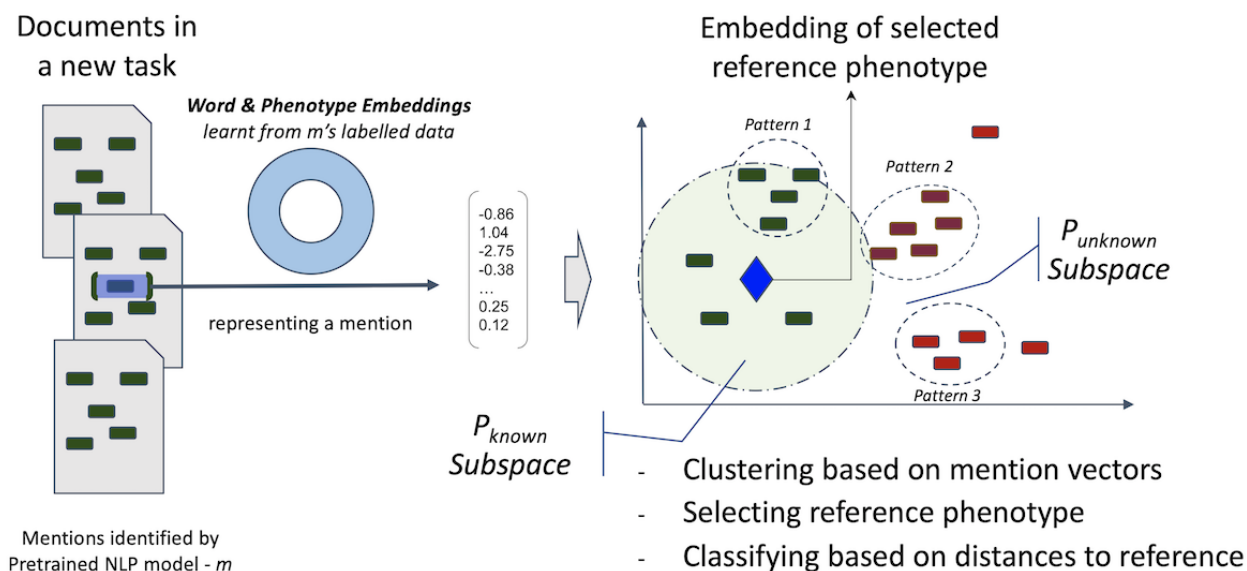 Documents in
a new task
Word & Phenotype Embeddings
learnt from m's labelled data
representing a mention
-0.86
1.04
-2.75
-0.38
...
0.25
0.12
Mentions identified by
Pretrained NLP model - m
Embedding of selected
reference phenotype
Pattern 1
Pattern 2
Punknown
Subspace
Pattern 3
Pknown
Subspace
- Clustering based on mention vectors
- Selecting reference phenotype
- Classifying based on distances to reference